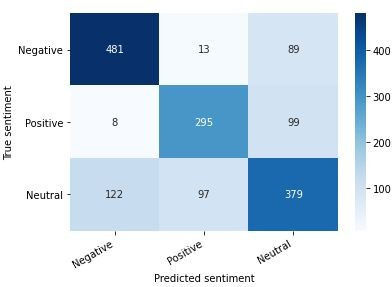 Negative 481 13 89
Positive 8 295 99
Neutral 122 97 379
Negative Positive Neutral
Predicted sentiment
True sentiment
400
300
200
100